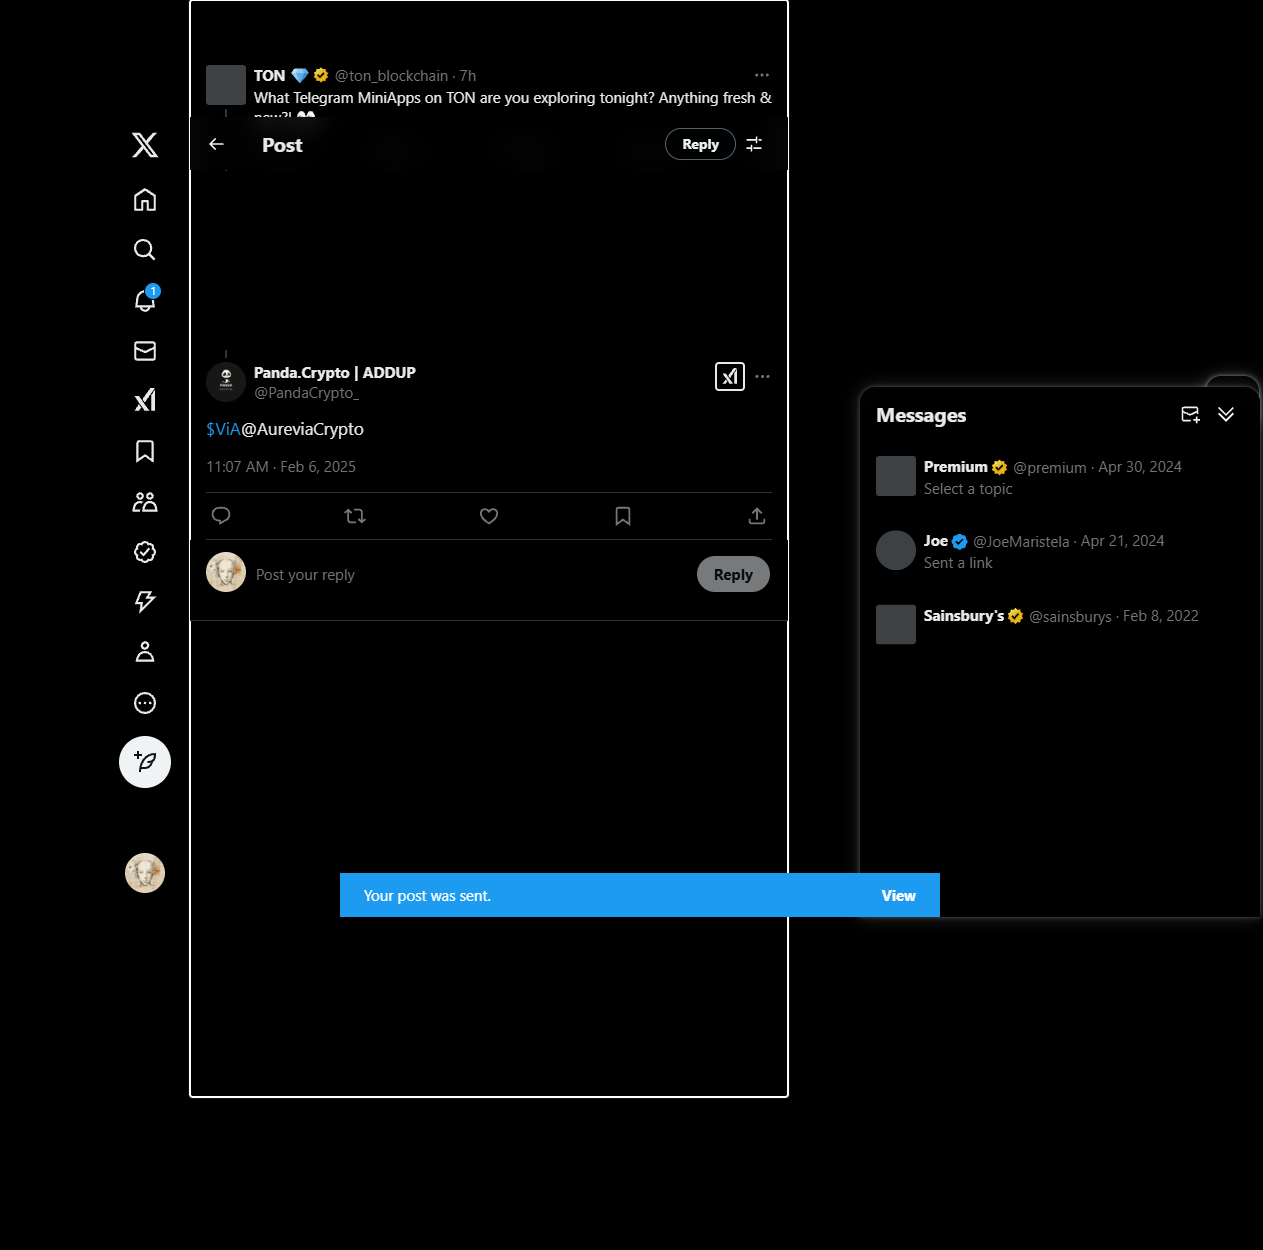 TON @ton_blockchain · 7h
What Telegram MiniApps on TON are you exploring tonight? Anything fresh &
new?!
Post
Reply
1
Panda.Crypto | ADDUP
@PandaCrypto_
$ViA@AureviaCrypto
11:07 AM · Feb 6, 2025
Post your reply
Reply
Messages
Premium @premium · Apr 30, 2024
Select a topic
Joe @JoeMaristela · Apr 21, 2024
Sent a link
Sainsbury's @sainsburys · Feb 8, 2022
Your post was sent.
View